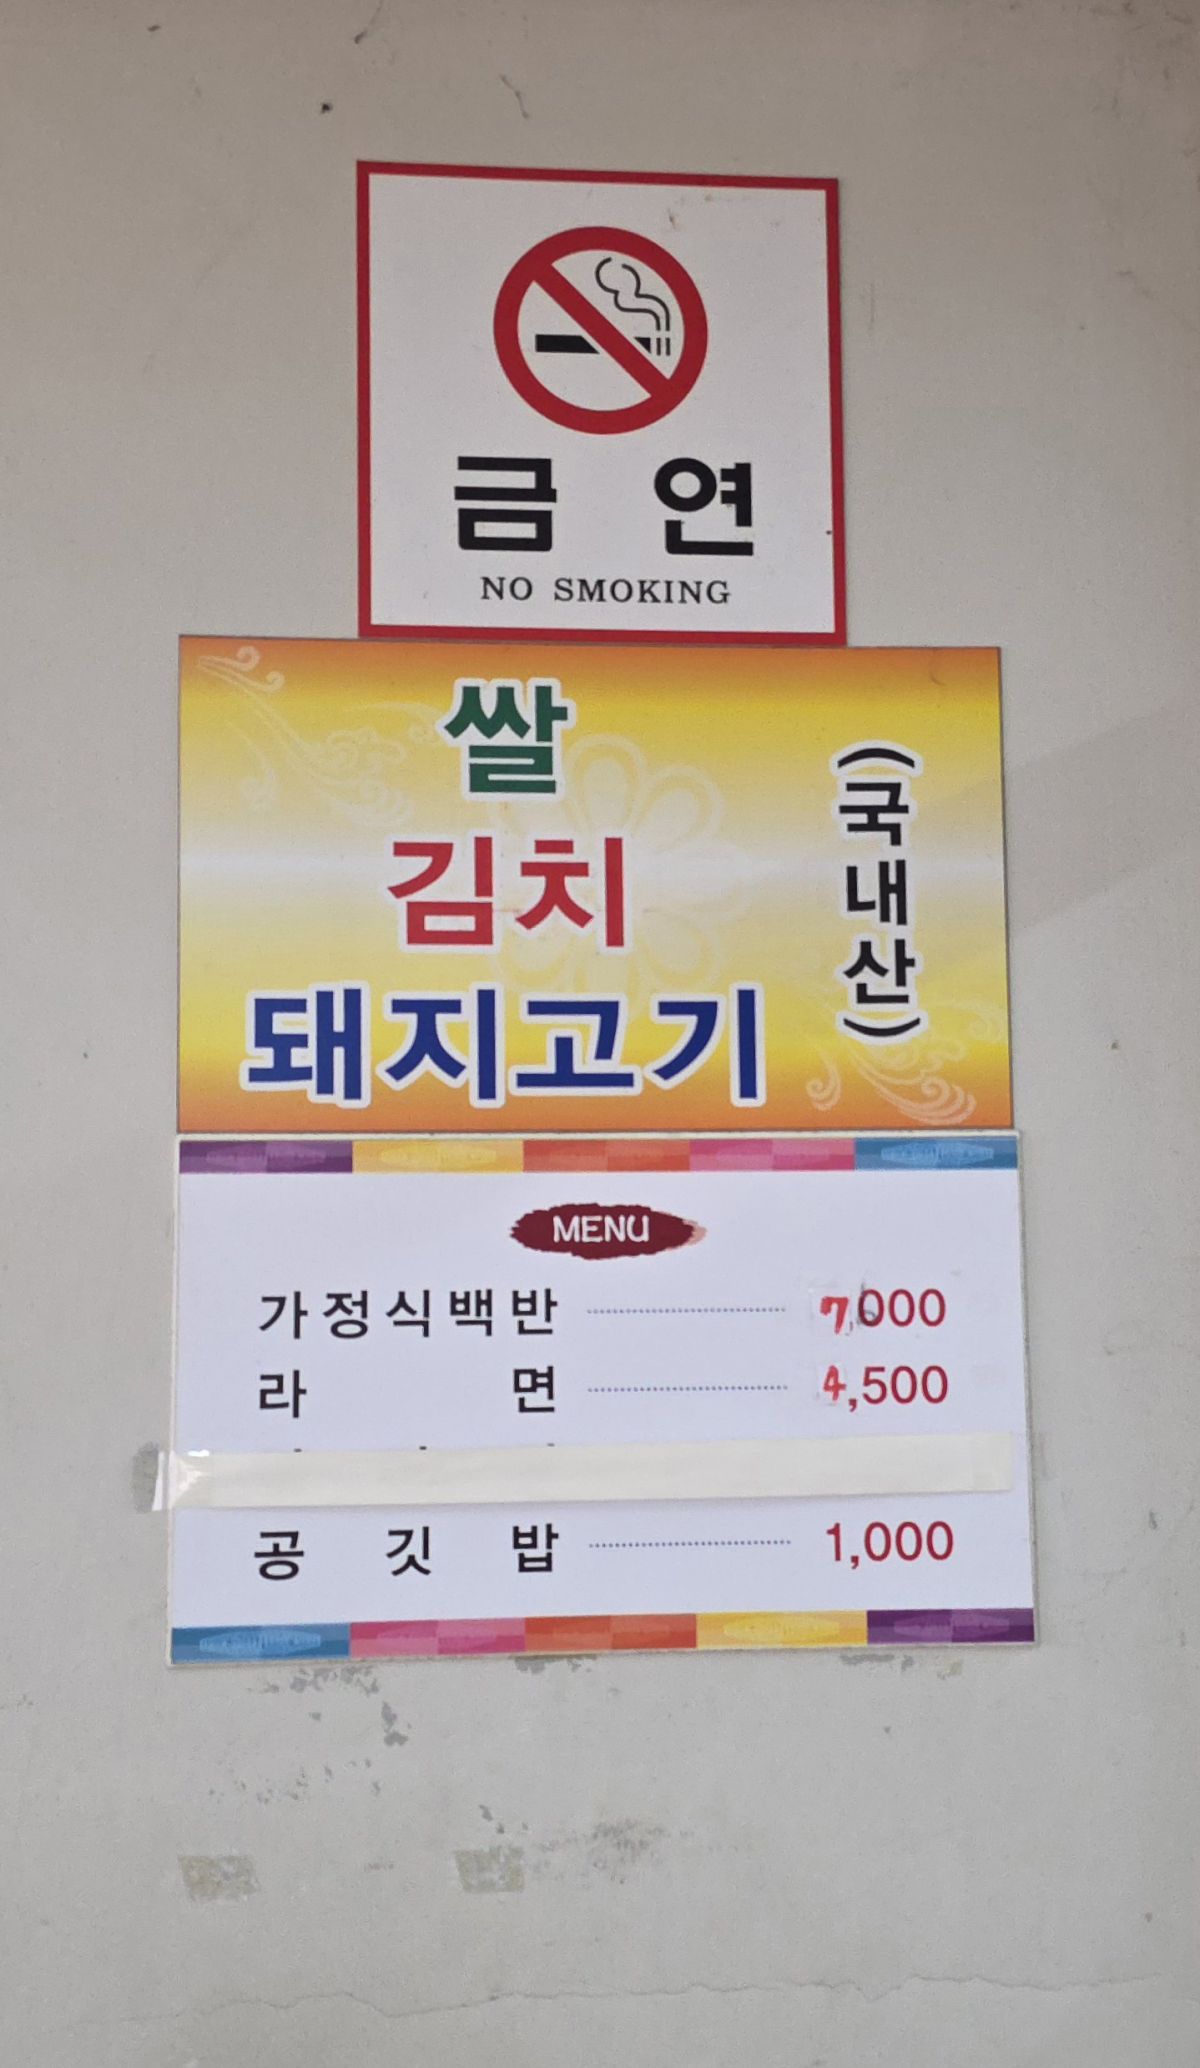 금 연
NO SMOKING
쌀
김치
돼지고기
(국내산)
MENU
가정식백반 7,000
라 면 4,500
공 깃 밥 1,000